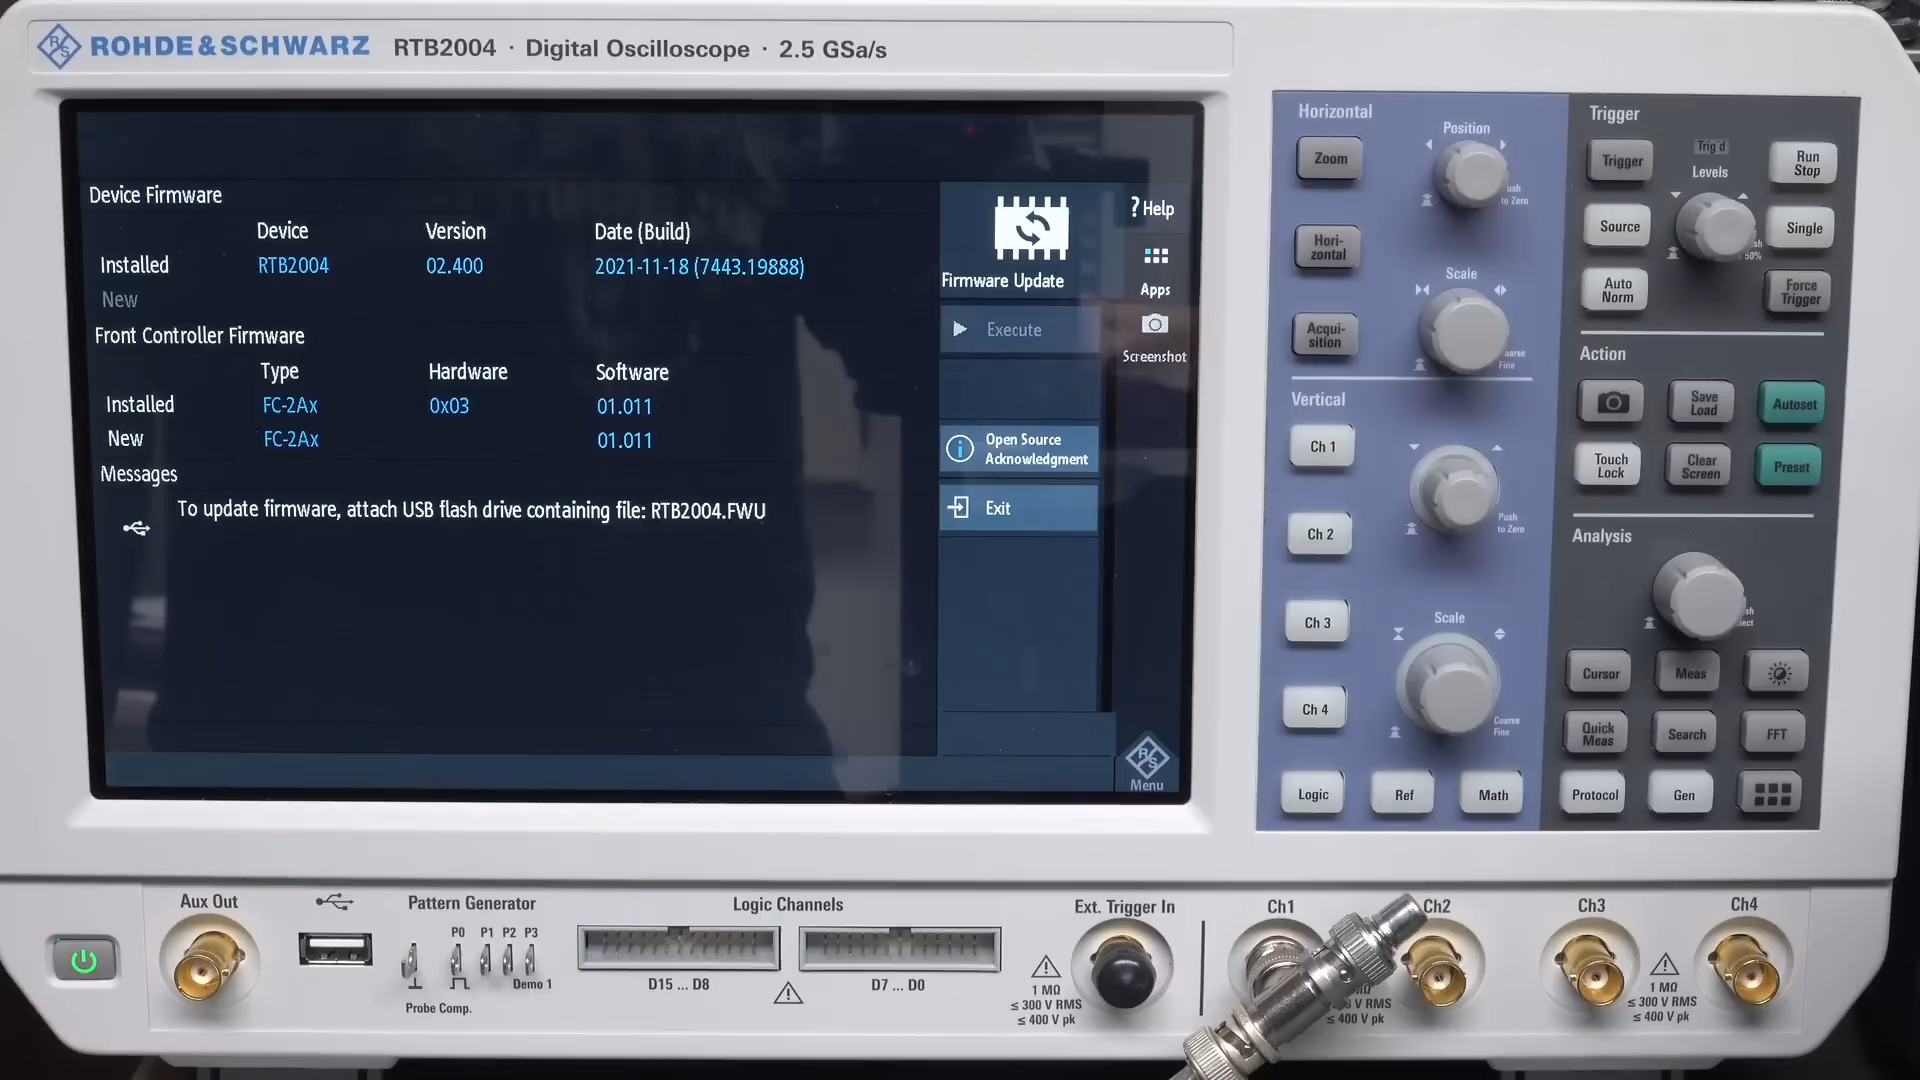 ROHDE & SCHWARZ RTB2004 · Digital Oscilloscope · 2.5 GSa/s
Device Firmware
Device Version Date (Build)
Installed RTB2004 02.400 2021-11-18 (7443.19888)
New
Front Controller Firmware
Type Hardware Software
Installed FC-2Ax 0x03 01.011
New FC-2Ax 01.011
Messages
To update firmware, attach USB flash drive containing file: RTB2004.FWU
Firmware Update
Execute
Open Source
Acknowledgment
Exit
? Help
Apps
Screenshot
R S
Menu
Horizontal
Zoom
Position
to Zero
Hori-
zontal
Scale
Acqui-
sition
Fine
Vertical
Ch 1
Ch 2
Push
to Zero
Ch 3
Scale
Ch 4
Coarse
Fine
Logic
Ref
Math
Trigger
Trigger
Trig'd
Levels
Run
Stop
Source
Single
50%
Auto
Norm
Force
Trigger
Action
Save
Load
Autoset
Touch
Lock
Clear
Screen
Preset
Analysis
Cursor
Meas
Quick
Meas
Search
FFT
Protocol
Gen
Aux Out
Pattern Generator
P0 P1 P2 P3
Demo 1
Probe Comp.
Logic Channels
D15 ... D8
D7 ... D0
Ext. Trigger In
1 MΩ
≤ 300 V RMS
≤ 400 V pk
Ch1
Ch2
V RMS
≤ 400 V pk
Ch3
1 MΩ
≤ 300 V RMS
≤ 400 V pk
Ch4